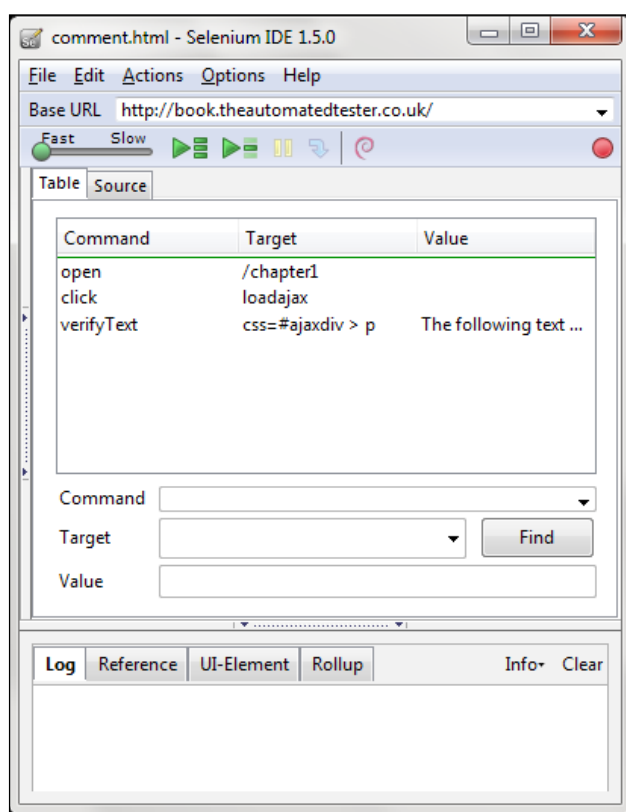 comment.html - Selenium IDE 1.5.0
File Edit Actions Options Help
Base URL http://book.theautomatedtester.co.uk/
Fast Slow
Table Source
Command Target Value
open /chapter1
click loadajax
verifyText css=#ajaxdiv > p The following text ...
Command
Target Find
Value
Log Reference UI-Element Rollup Info Clear